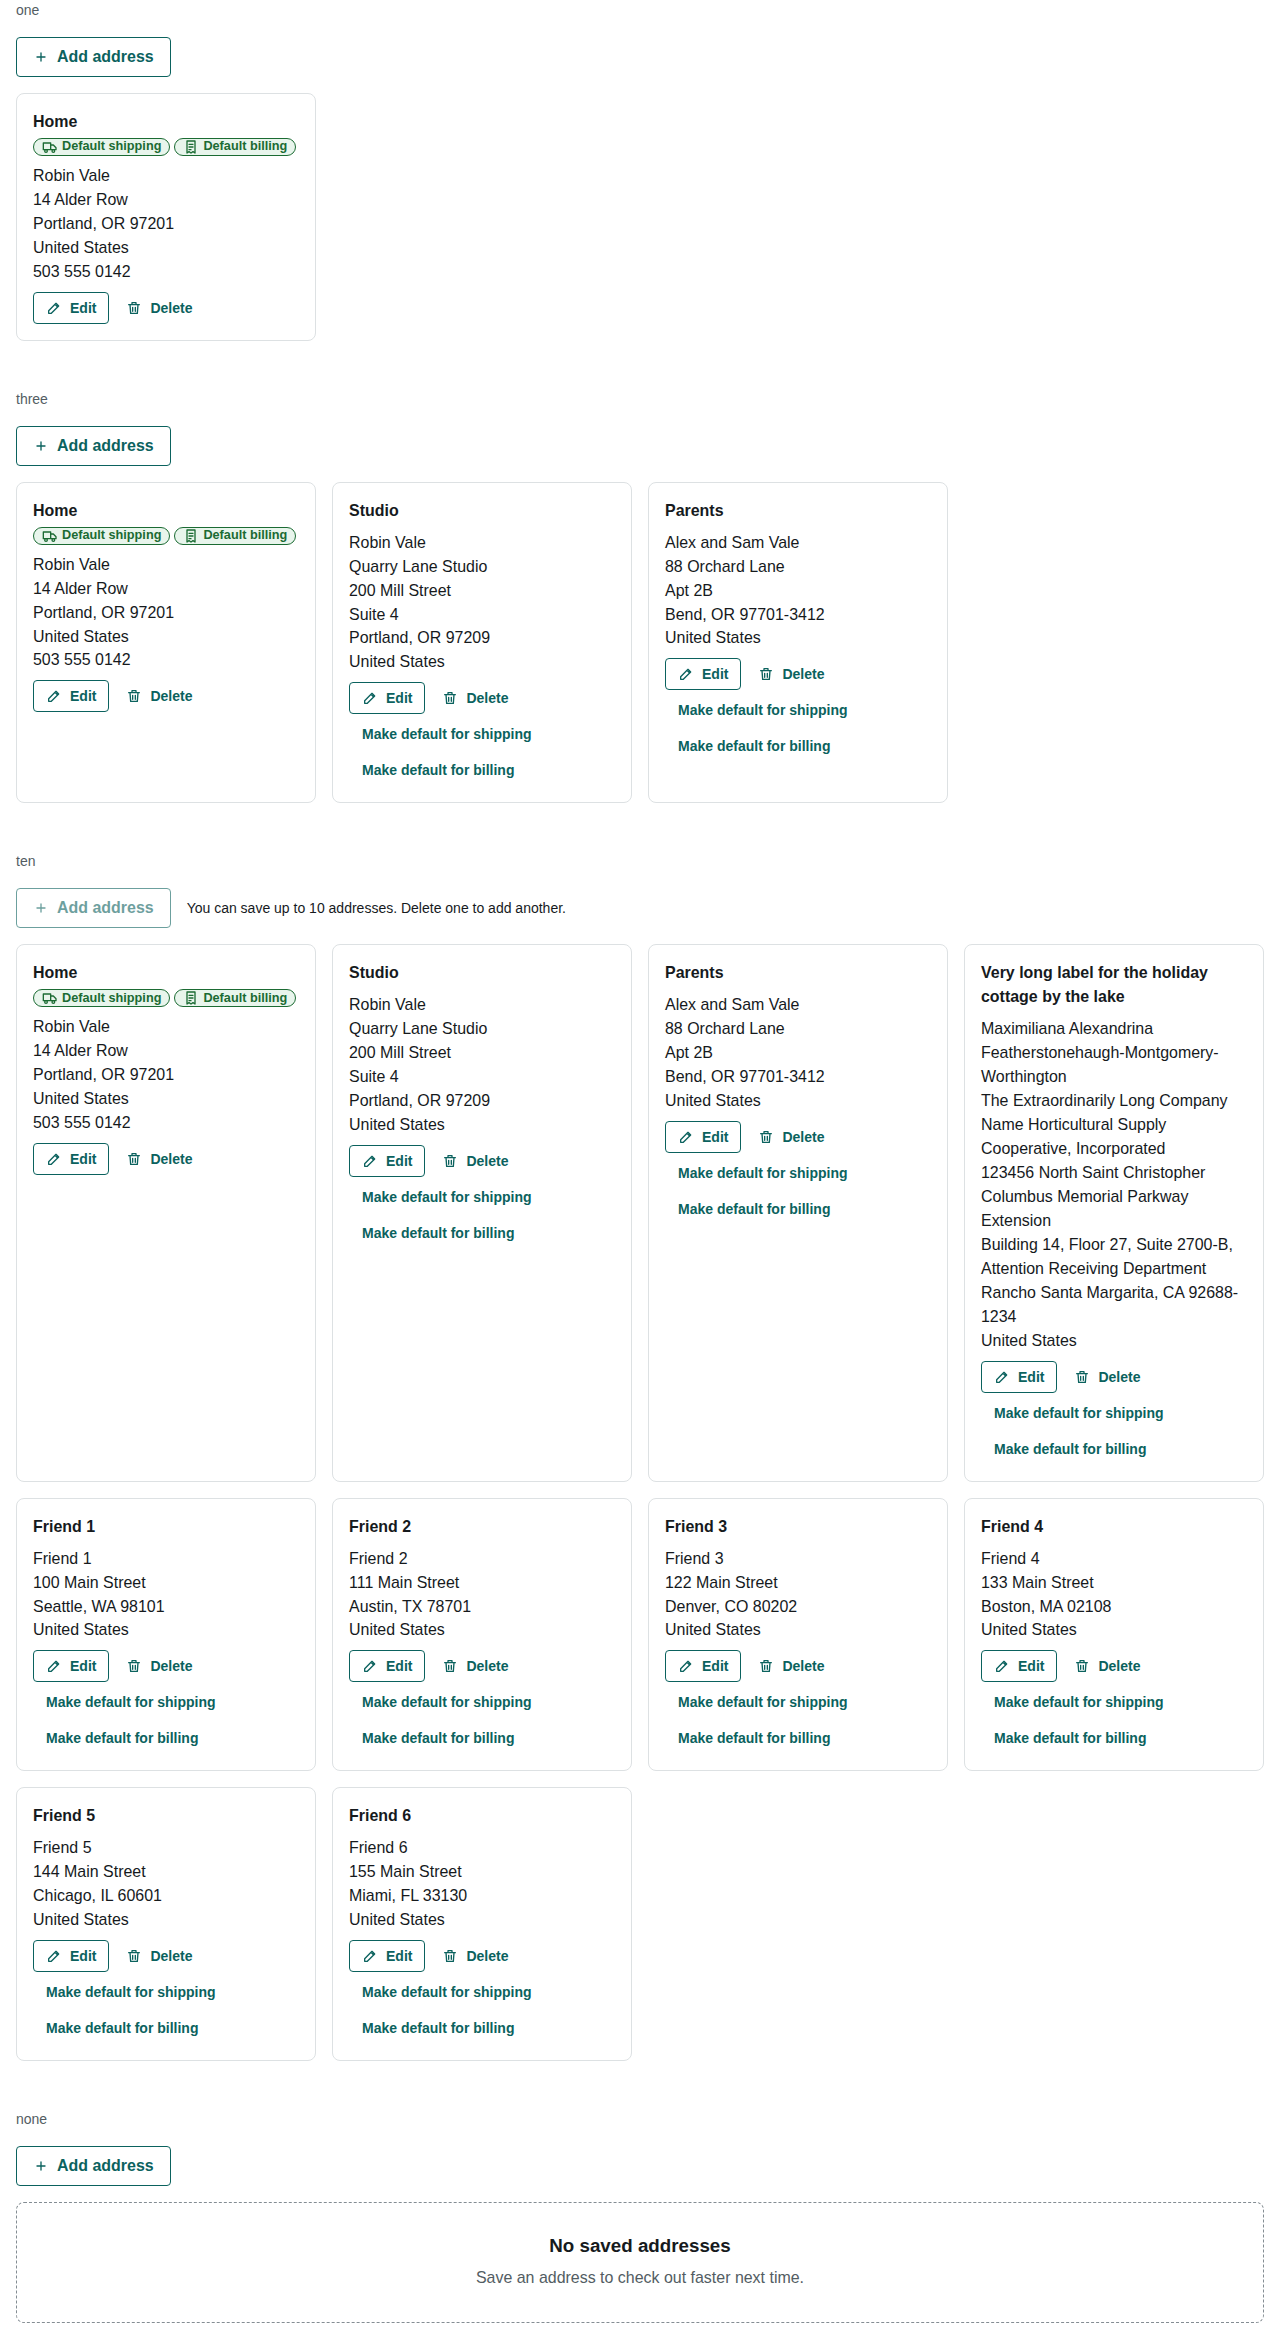 one
Add address
Home
Default shipping Default billing
Robin Vale
14 Alder Row
Portland, OR 97201
United States
503 555 0142
Edit Delete
three
Add address
Home
Default shipping Default billing
Robin Vale
14 Alder Row
Portland, OR 97201
United States
503 555 0142
Edit Delete
Studio
Robin Vale
Quarry Lane Studio
200 Mill Street
Suite 4
Portland, OR 97209
United States
Edit Delete
Make default for shipping
Make default for billing
Parents
Alex and Sam Vale
88 Orchard Lane
Apt 2B
Bend, OR 97701-3412
United States
Edit Delete
Make default for shipping
Make default for billing
ten
Add address You can save up to 10 addresses. Delete one to add another.
Home
Default shipping Default billing
Robin Vale
14 Alder Row
Portland, OR 97201
United States
503 555 0142
Edit Delete
Studio
Robin Vale
Quarry Lane Studio
200 Mill Street
Suite 4
Portland, OR 97209
United States
Edit Delete
Make default for shipping
Make default for billing
Parents
Alex and Sam Vale
88 Orchard Lane
Apt 2B
Bend, OR 97701-3412
United States
Edit Delete
Make default for shipping
Make default for billing
Very long label for the holiday
cottage by the lake
Maximiliana Alexandrina
Featherstonehaugh-Montgomery-
Worthington
The Extraordinarily Long Company
Name Horticultural Supply
Cooperative, Incorporated
123456 North Saint Christopher
Columbus Memorial Parkway
Extension
Building 14, Floor 27, Suite 2700-B,
Attention Receiving Department
Rancho Santa Margarita, CA 92688-
1234
United States
Edit Delete
Make default for shipping
Make default for billing
Friend 1
Friend 1
100 Main Street
Seattle, WA 98101
United States
Edit Delete
Make default for shipping
Make default for billing
Friend 2
Friend 2
111 Main Street
Austin, TX 78701
United States
Edit Delete
Make default for shipping
Make default for billing
Friend 3
Friend 3
122 Main Street
Denver, CO 80202
United States
Edit Delete
Make default for shipping
Make default for billing
Friend 4
Friend 4
133 Main Street
Boston, MA 02108
United States
Edit Delete
Make default for shipping
Make default for billing
Friend 5
Friend 5
144 Main Street
Chicago, IL 60601
United States
Edit Delete
Make default for shipping
Make default for billing
Friend 6
Friend 6
155 Main Street
Miami, FL 33130
United States
Edit Delete
Make default for shipping
Make default for billing
none
Add address
No saved addresses
Save an address to check out faster next time.